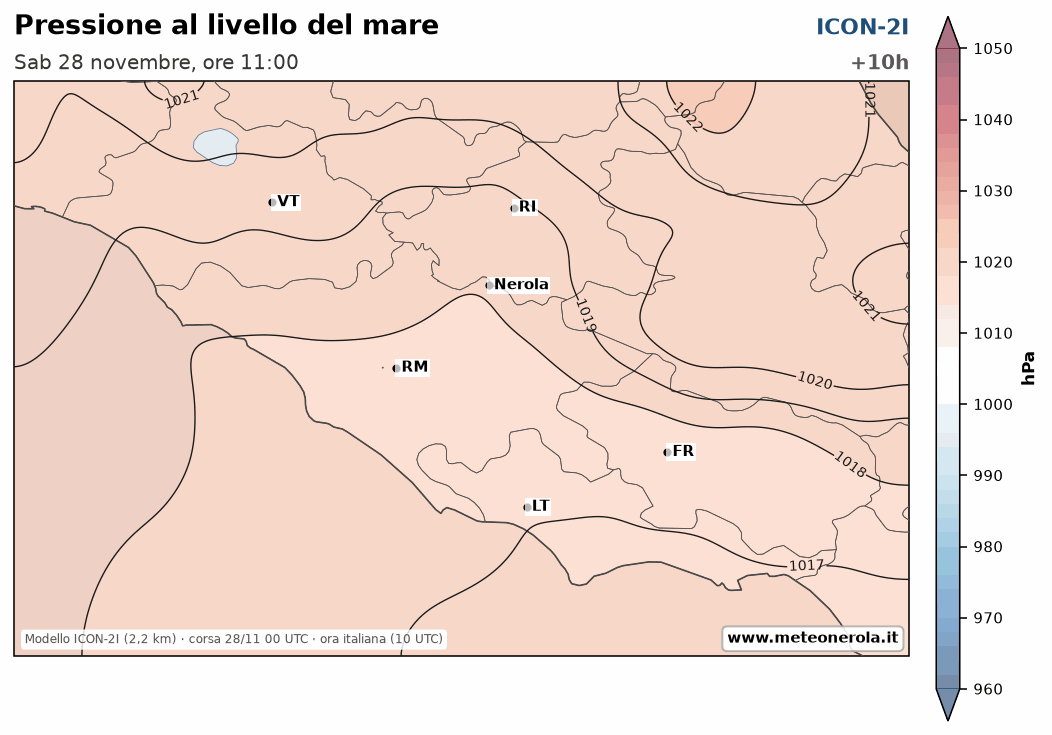 Pressione al livello del mare
ICON-2I
Sab 28 novembre, ore 11:00
+10h
1021
1022
1021
VT
RI
Nerola
1019
1021
RM
1020
FR
1018
LT
1017
Modello ICON-2I (2,2 km) · corsa 28/11 00 UTC · ora italiana (10 UTC)
www.meteonerola.it
1050
1040
1030
1020
1010
1000
990
980
970
960
hPa